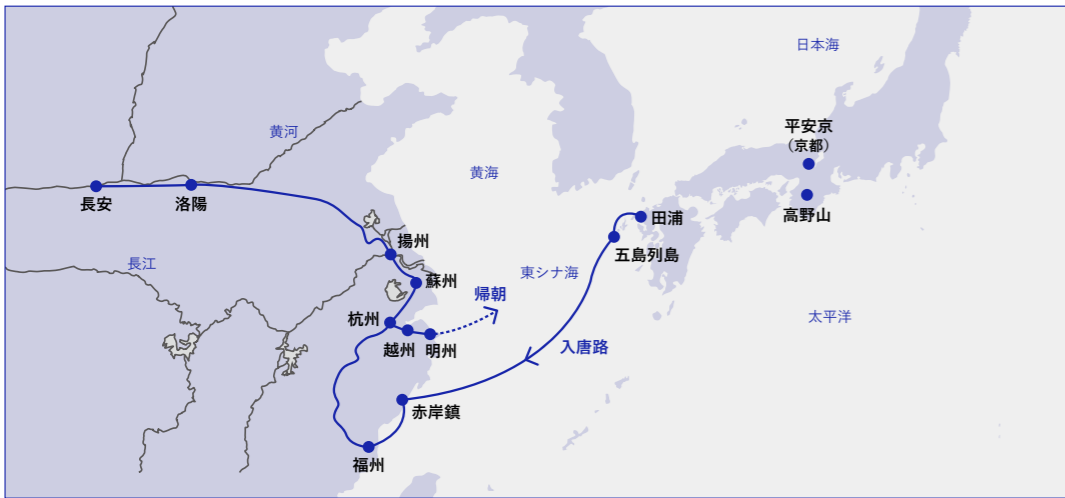 日本海
平安京
（京都）
高野山
黄河
黄海
長安
洛陽
田浦
揚州
五島列島
長江
東シナ海
蘇州
帰朝
杭州
太平洋
越州
明州
入唐路
赤岸鎮
福州